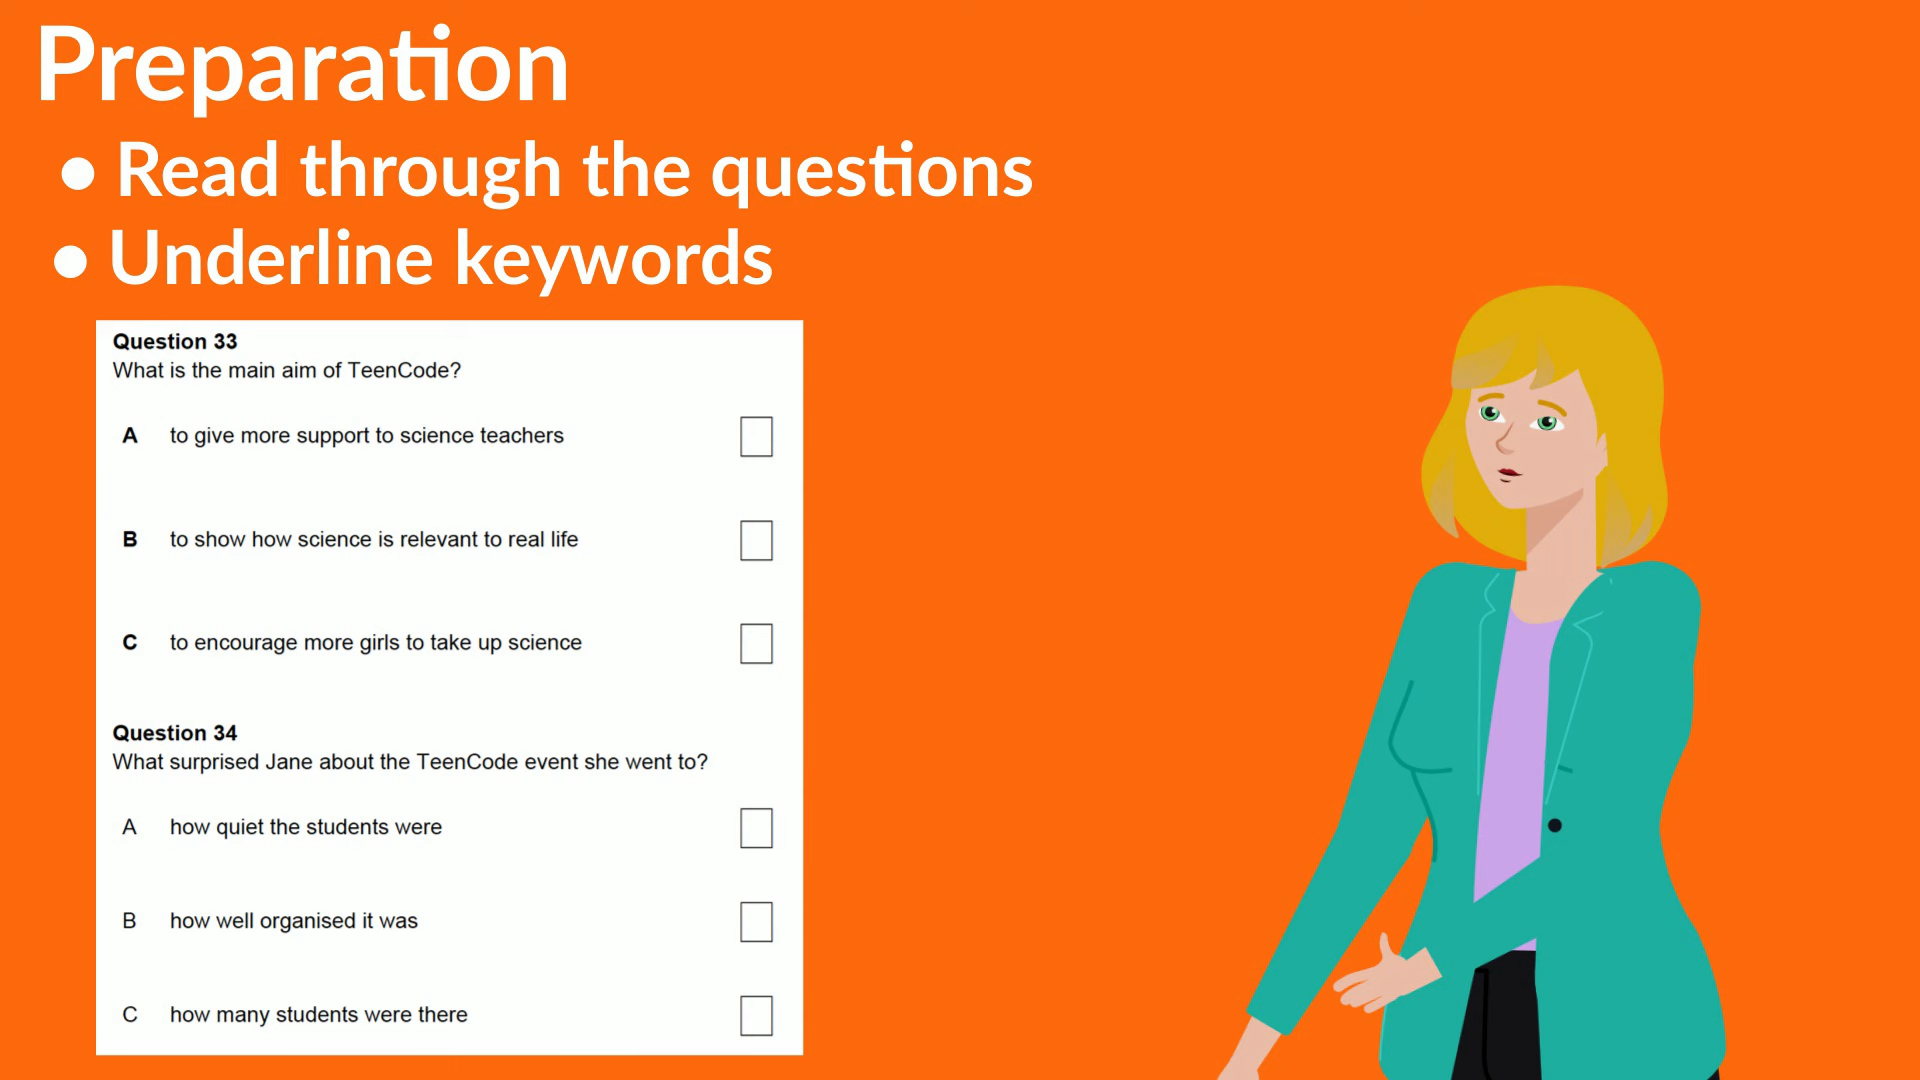 Preparation
• Read through the questions
• Underline keywords
Question 33
What is the main aim of TeenCode?
A to give more support to science teachers
B to show how science is relevant to real life
C to encourage more girls to take up science
Question 34
What surprised Jane about the TeenCode event she went to?
A how quiet the students were
B how well organised it was
C how many students were there